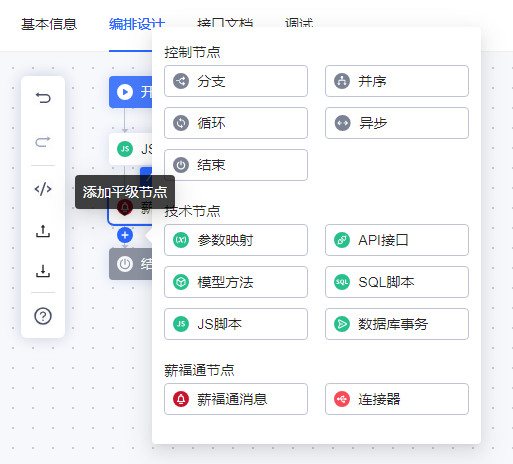 基本信息 编排设计 接口文档 调试
控制节点
分支 并序
循环 异步
结束
开
JS
添加平级节点
薪
结
技术节点
参数映射 API接口
模型方法 SQL脚本
JS脚本 数据库事务
薪福通节点
薪福通消息 连接器